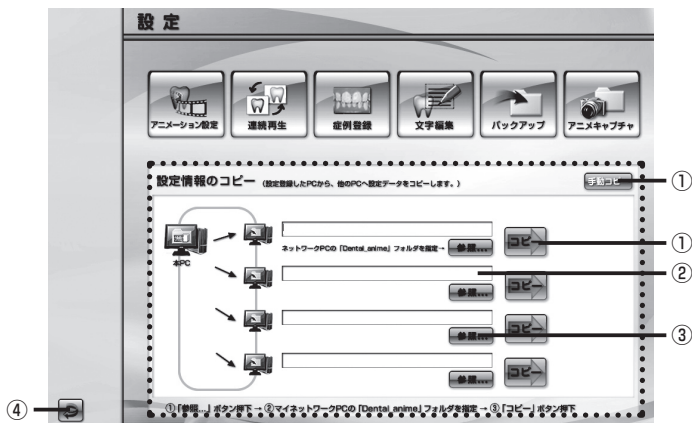 設 定
アニメーション設定
連続再生
症例登録
文字編集
バックアップ
アニメキャプチャ
設定情報のコピー (設定登録したPCから、他のPCへ設定データをコピーします。)
手動コピー
①
本PC
ネットワークPCの「Dental_anime」フォルダを指定→
参照...
コピー
①
②
参照...
コピー
参照...
コピー
③
参照...
コピー
④
①「参照...」ボタン押下 → ②マイネットワークPCの「Dental_anime」フォルダを指定 → ③「コピー」ボタン押下